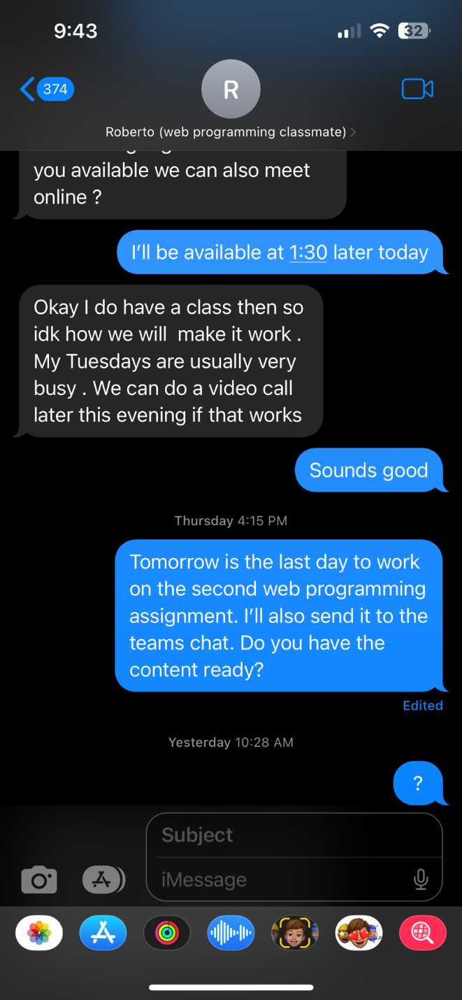 9:43
32
374
R
Roberto (web programming classmate)
you available we can also meet
online ?
I'll be available at 1:30 later today
Okay I do have a class then so
idk how we will  make it work .
My Tuesdays are usually very
busy . We can do a video call
later this evening if that works
Sounds good
Thursday 4:15 PM
Tomorrow is the last day to work
on the second web programming
assignment. I'll also send it to the
teams chat. Do you have the
content ready?
Edited
Yesterday 10:28 AM
?
Subject
iMessage